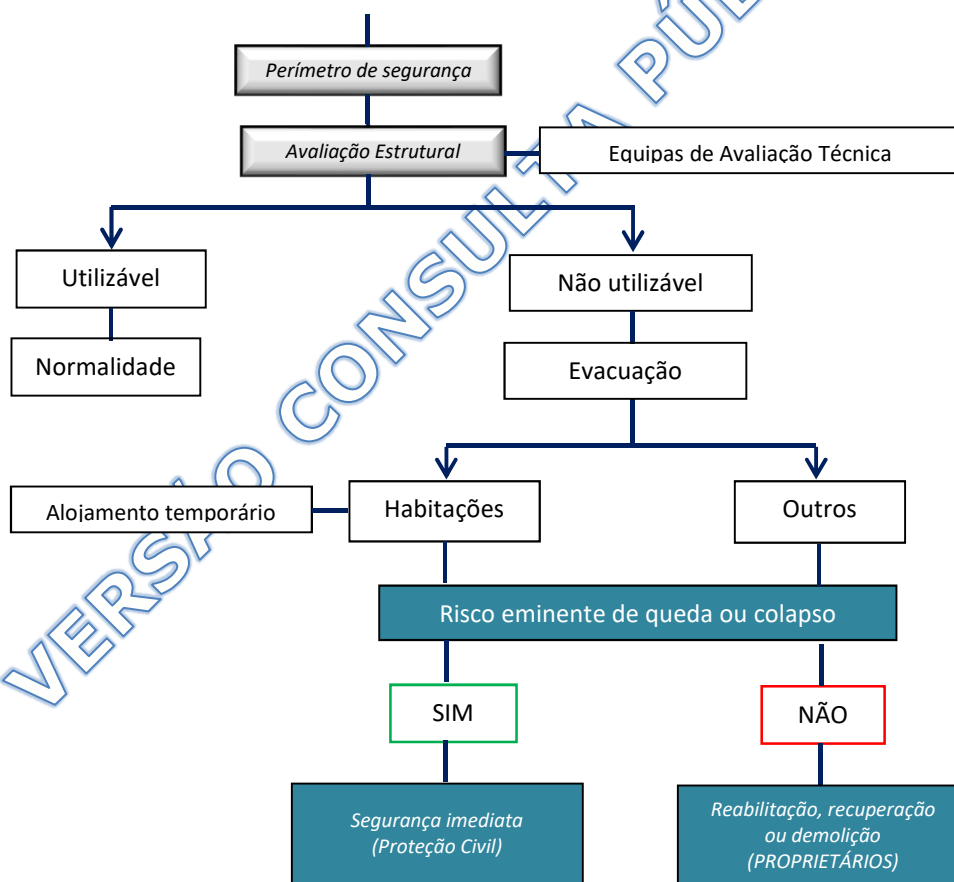 Perímetro de segurança
Avaliação Estrutural
Equipas de Avaliação Técnica
Utilizável
Não utilizável
Normalidade
Evacuação
Alojamento temporário
Habitações
Outros
Risco eminente de queda ou colapso
SIM
NÃO
Segurança imediata
(Proteção Civil)
Reabilitação, recuperação
ou demolição
(PROPRIETÁRIOS)
VERSÃO CONSULTA